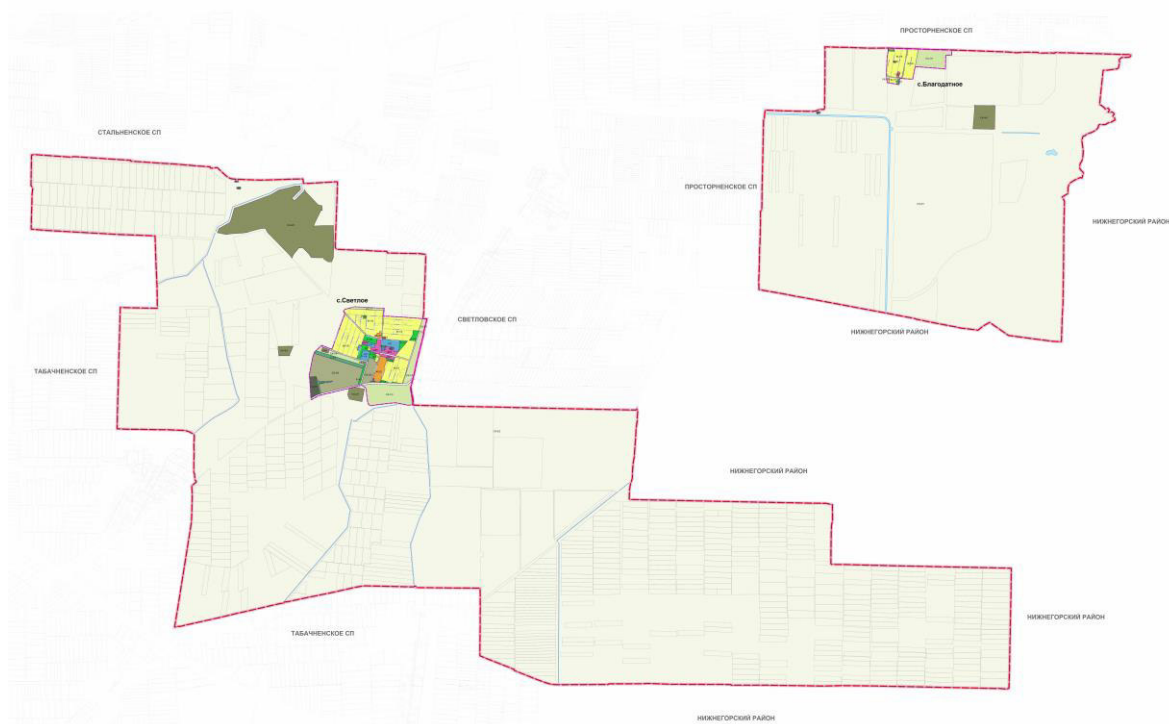 ПРОСТОРНЕНСКОЕ СП
с.Благодатное
СТАЛЬНЕНСКОЕ СП
ПРОСТОРНЕНСКОЕ СП
НИЖНЕГОРСКИЙ РАЙОН
с.Светлое
СВЕТЛОВСКОЕ СП
НИЖНЕГОРСКИЙ РАЙОН
ТАБАЧНЕНСКОЕ СП
НИЖНЕГОРСКИЙ РАЙОН
ТАБАЧНЕНСКОЕ СП
НИЖНЕГОРСКИЙ РАЙОН
НИЖНЕГОРСКИЙ РАЙОН